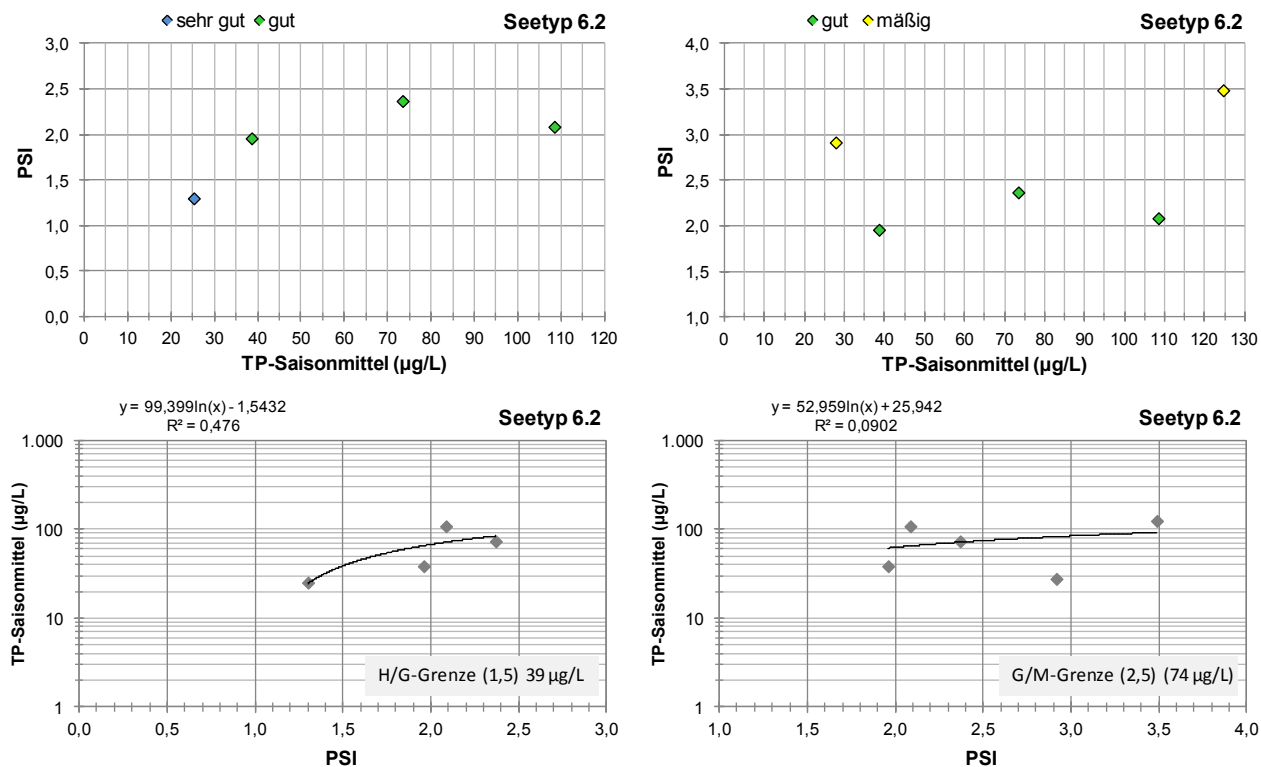 sehr gut gut
Seetyp 6.2
3,0
2,5
2,0
1,5
1,0
0,5
0,0
PSI
0 10 20 30 40 50 60 70 80 90 100 110 120
TP-Saisonmittel (µg/L)
gut mäßig
Seetyp 6.2
4,0
3,5
3,0
2,5
2,0
1,5
1,0
PSI
0 10 20 30 40 50 60 70 80 90 100 110 120 130
TP-Saisonmittel (µg/L)
y = 99,399ln(x) - 1,5432
R² = 0,476
Seetyp 6.2
1.000
100
10
1
TP-Saisonmittel (µg/L)
H/G-Grenze (1,5) 39 µg/L
0,0 0,5 1,0 1,5 2,0 2,5 3,0
PSI
y = 52,959ln(x) + 25,942
R² = 0,0902
Seetyp 6.2
1.000
100
10
1
TP-Saisonmittel (µg/L)
G/M-Grenze (2,5) (74 µg/L)
1,0 1,5 2,0 2,5 3,0 3,5 4,0
PSI